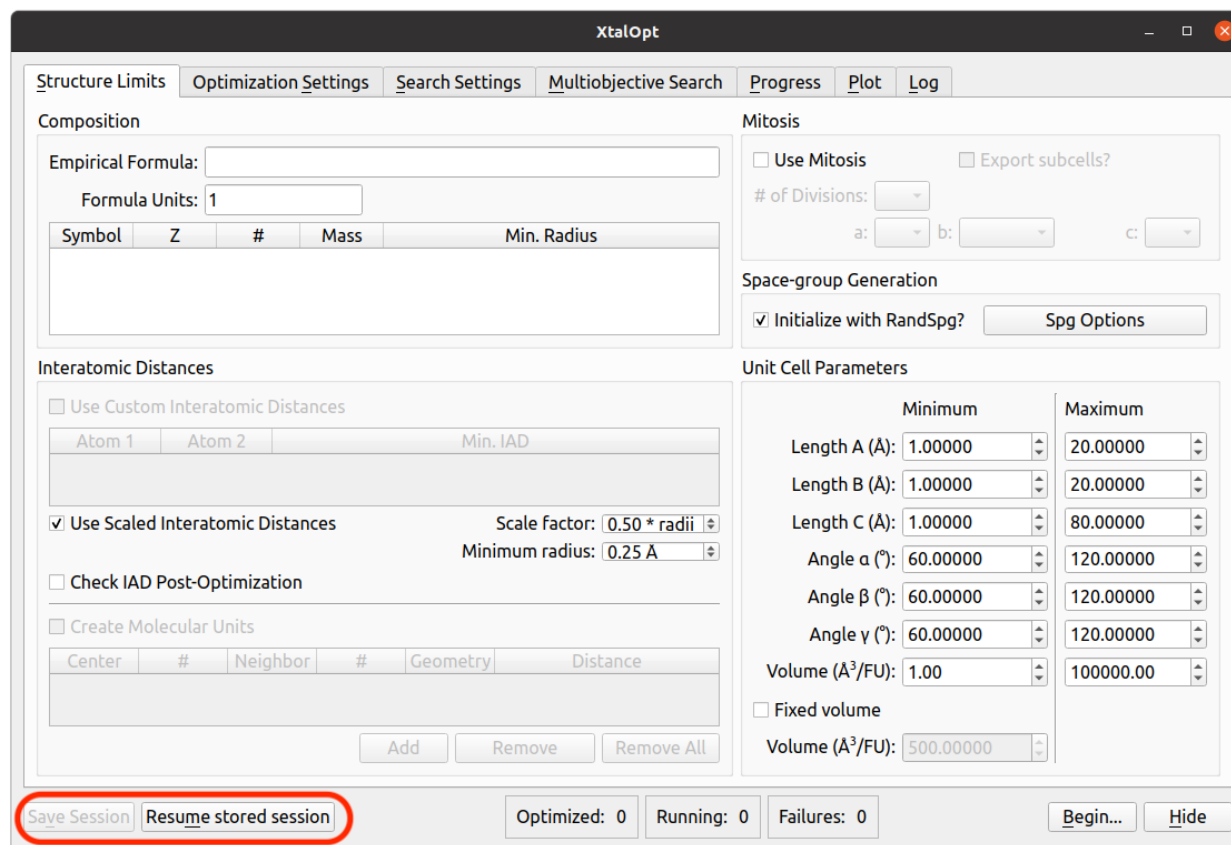 XtalOpt
Structure Limits Optimization Settings Search Settings Multiobjective Search Progress Plot Log
Composition
Empirical Formula:
Formula Units: 1
Symbol Z # Mass Min. Radius
Interatomic Distances
Use Custom Interatomic Distances
Atom 1 Atom 2 Min. IAD
Use Scaled Interatomic Distances Scale factor: 0.50 * radii
Minimum radius: 0.25 Å
Check IAD Post-Optimization
Create Molecular Units
Center # Neighbor # Geometry Distance
Add Remove Remove All
Mitosis
Use Mitosis Export subcells?
# of Divisions:
a: b: c:
Space-group Generation
Initialize with RandSpg? Spg Options
Unit Cell Parameters
Minimum Maximum
Length A (Å): 1.00000 20.00000
Length B (Å): 1.00000 20.00000
Length C (Å): 1.00000 80.00000
Angle α (°): 60.00000 120.00000
Angle β (°): 60.00000 120.00000
Angle γ (°): 60.00000 120.00000
Volume (Å³/FU): 1.00 100000.00
Fixed volume
Volume (Å³/FU): 500.00000
Save Session Resume stored session Optimized: 0 Running: 0 Failures: 0 Begin... Hide